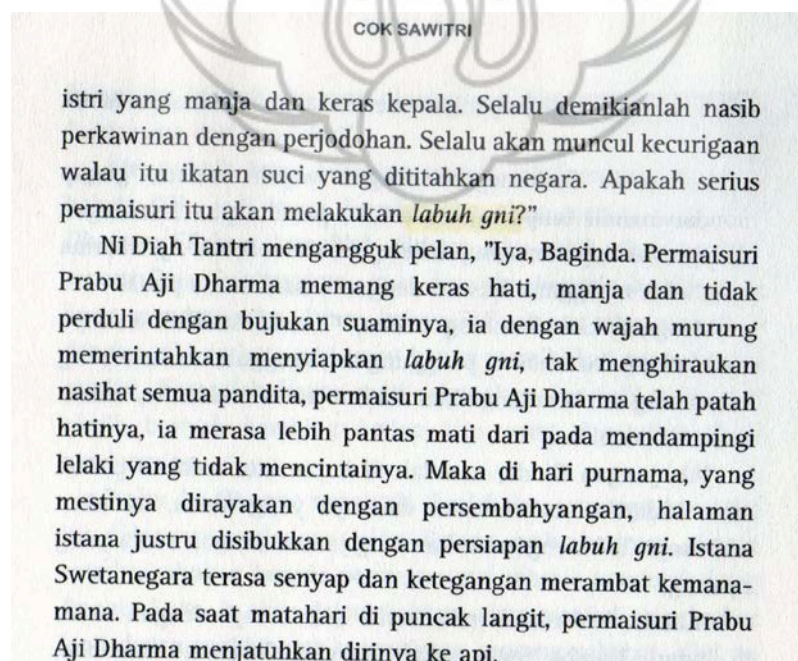 COK SAWITRI
istri yang manja dan keras kepala. Selalu demikianlah nasib
perkawinan dengan perjodohan. Selalu akan muncul kecurigaan
walau itu ikatan suci yang dititahkan negara. Apakah serius
permaisuri itu akan melakukan labuh gni?"
Ni Diah Tantri mengangguk pelan, "Iya, Baginda. Permaisuri
Prabu Aji Dharma memang keras hati, manja dan tidak
perduli dengan bujukan suaminya, ia dengan wajah murung
memerintahkan menyiapkan labuh gni, tak menghiraukan
nasihat semua pandita, permaisuri Prabu Aji Dharma telah patah
hatinya, ia merasa lebih pantas mati dari pada mendampingi
lelaki yang tidak mencintainya. Maka di hari purnama, yang
mestinya dirayakan dengan persembahyangan, halaman
istana justru disibukkan dengan persiapan labuh gni. Istana
Swetanegara terasa senyap dan ketegangan merambat kemana-
mana. Pada saat matahari di puncak langit, permaisuri Prabu
Aji Dharma menjatuhkan dirinya ke api.